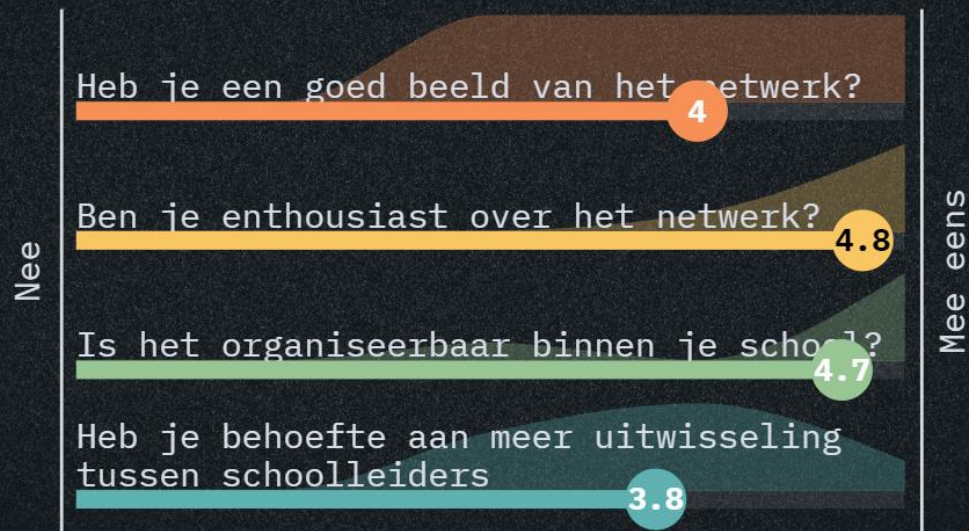 Heb je een goed beeld van het netwerk?
4
Ben je enthousiast over het netwerk?
4.8
Nee
Mee eens
Is het organiseerbaar binnen je school?
4.7
Heb je behoefte aan meer uitwisseling
tussen schoolleiders
3.8